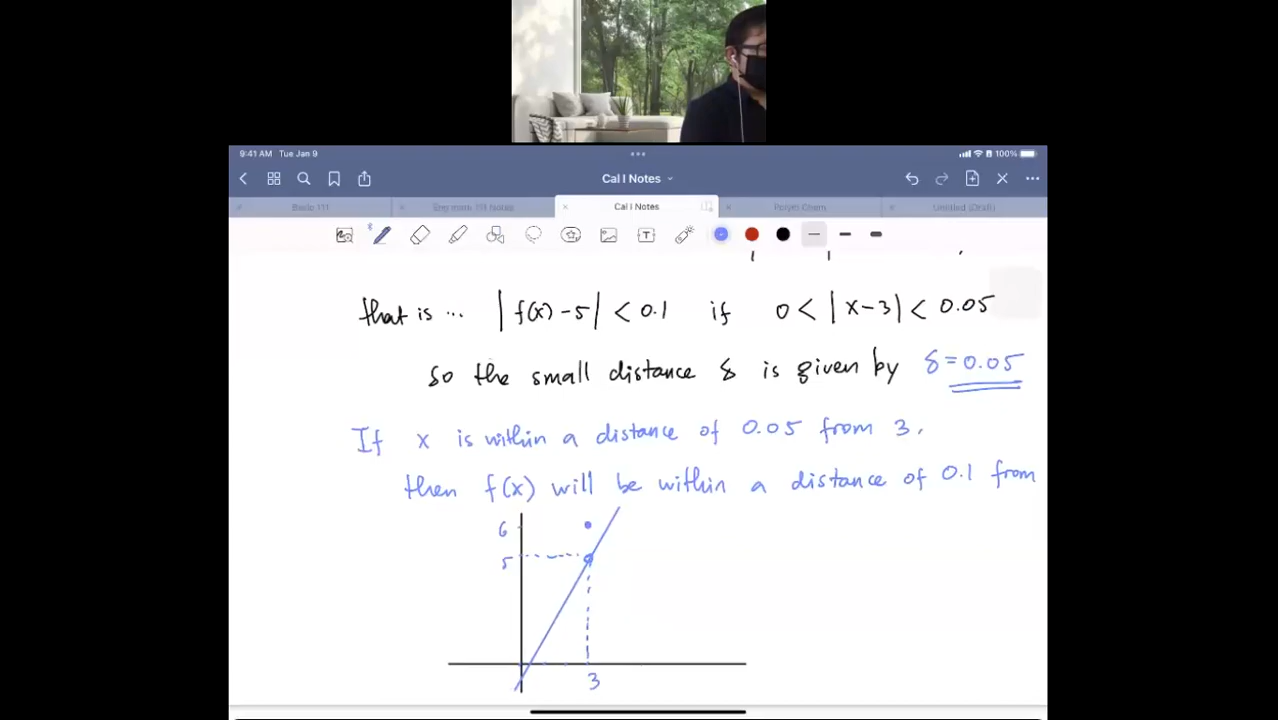 9:41 AM Tue Jan 9
100%
Cal I Notes
Cal I Notes
that is ... |f(x)-5| < 0.1 if 0 < |x-3| < 0.05
so the small distance δ is given by δ = 0.05
If x is within a distance of 0.05 from 3,
then f(x) will be within a distance of 0.1 from
6
5
3